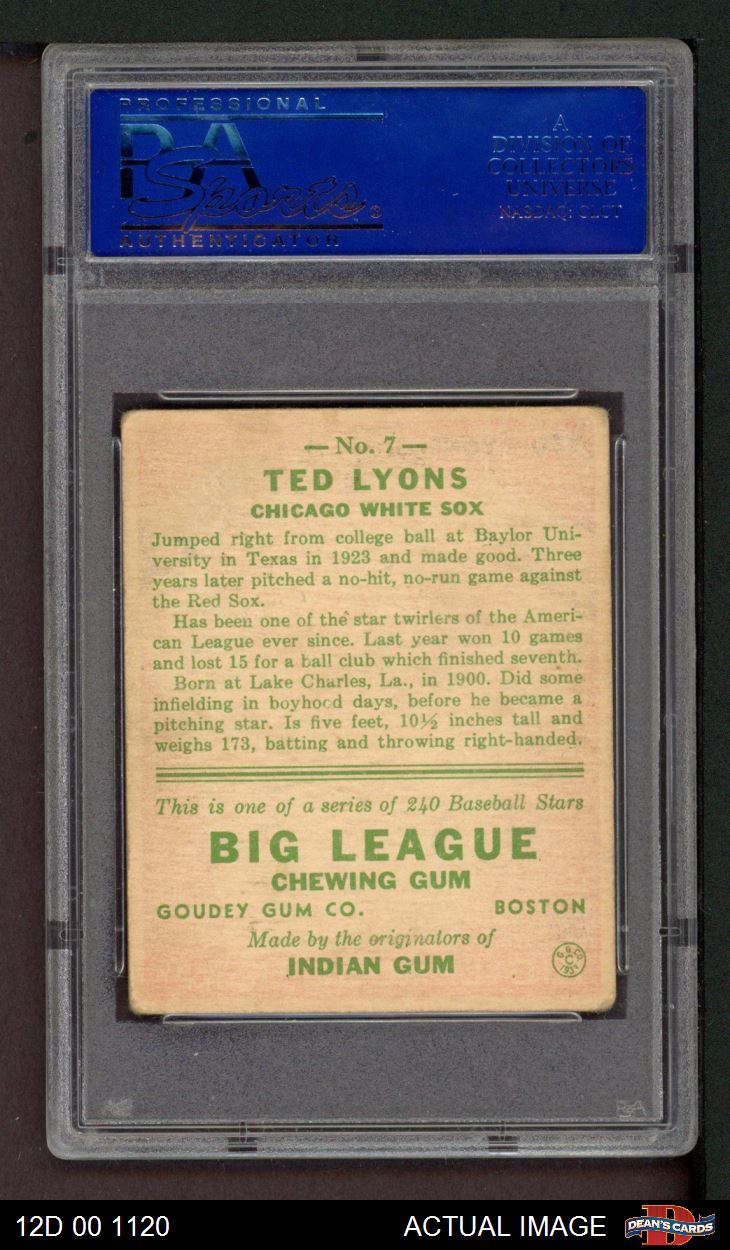 PROFESSIONAL
PSA
Sports®
AUTHENTICATOR
A
DIVISION OF
COLLECTORS
UNIVERSE
NASDAQ: CLCT
— No. 7 —
TED LYONS
CHICAGO WHITE SOX
Jumped right from college ball at Baylor Uni-
versity in Texas in 1923 and made good. Three
years later pitched a no-hit, no-run game against
the Red Sox.
Has been one of the star twirlers of the Ameri-
can League ever since. Last year won 10 games
and lost 15 for a ball club which finished seventh.
Born at Lake Charles, La., in 1900. Did some
infielding in boyhood days, before he became a
pitching star. Is five feet, 10½ inches tall and
weighs 173, batting and throwing right-handed.
This is one of a series of 240 Baseball Stars
BIG LEAGUE
CHEWING GUM
GOUDEY GUM CO. BOSTON
Made by the originators of
INDIAN GUM
G. G. CO.
C
PSA
12D 00 1120 ACTUAL IMAGE DEAN'S CARDS